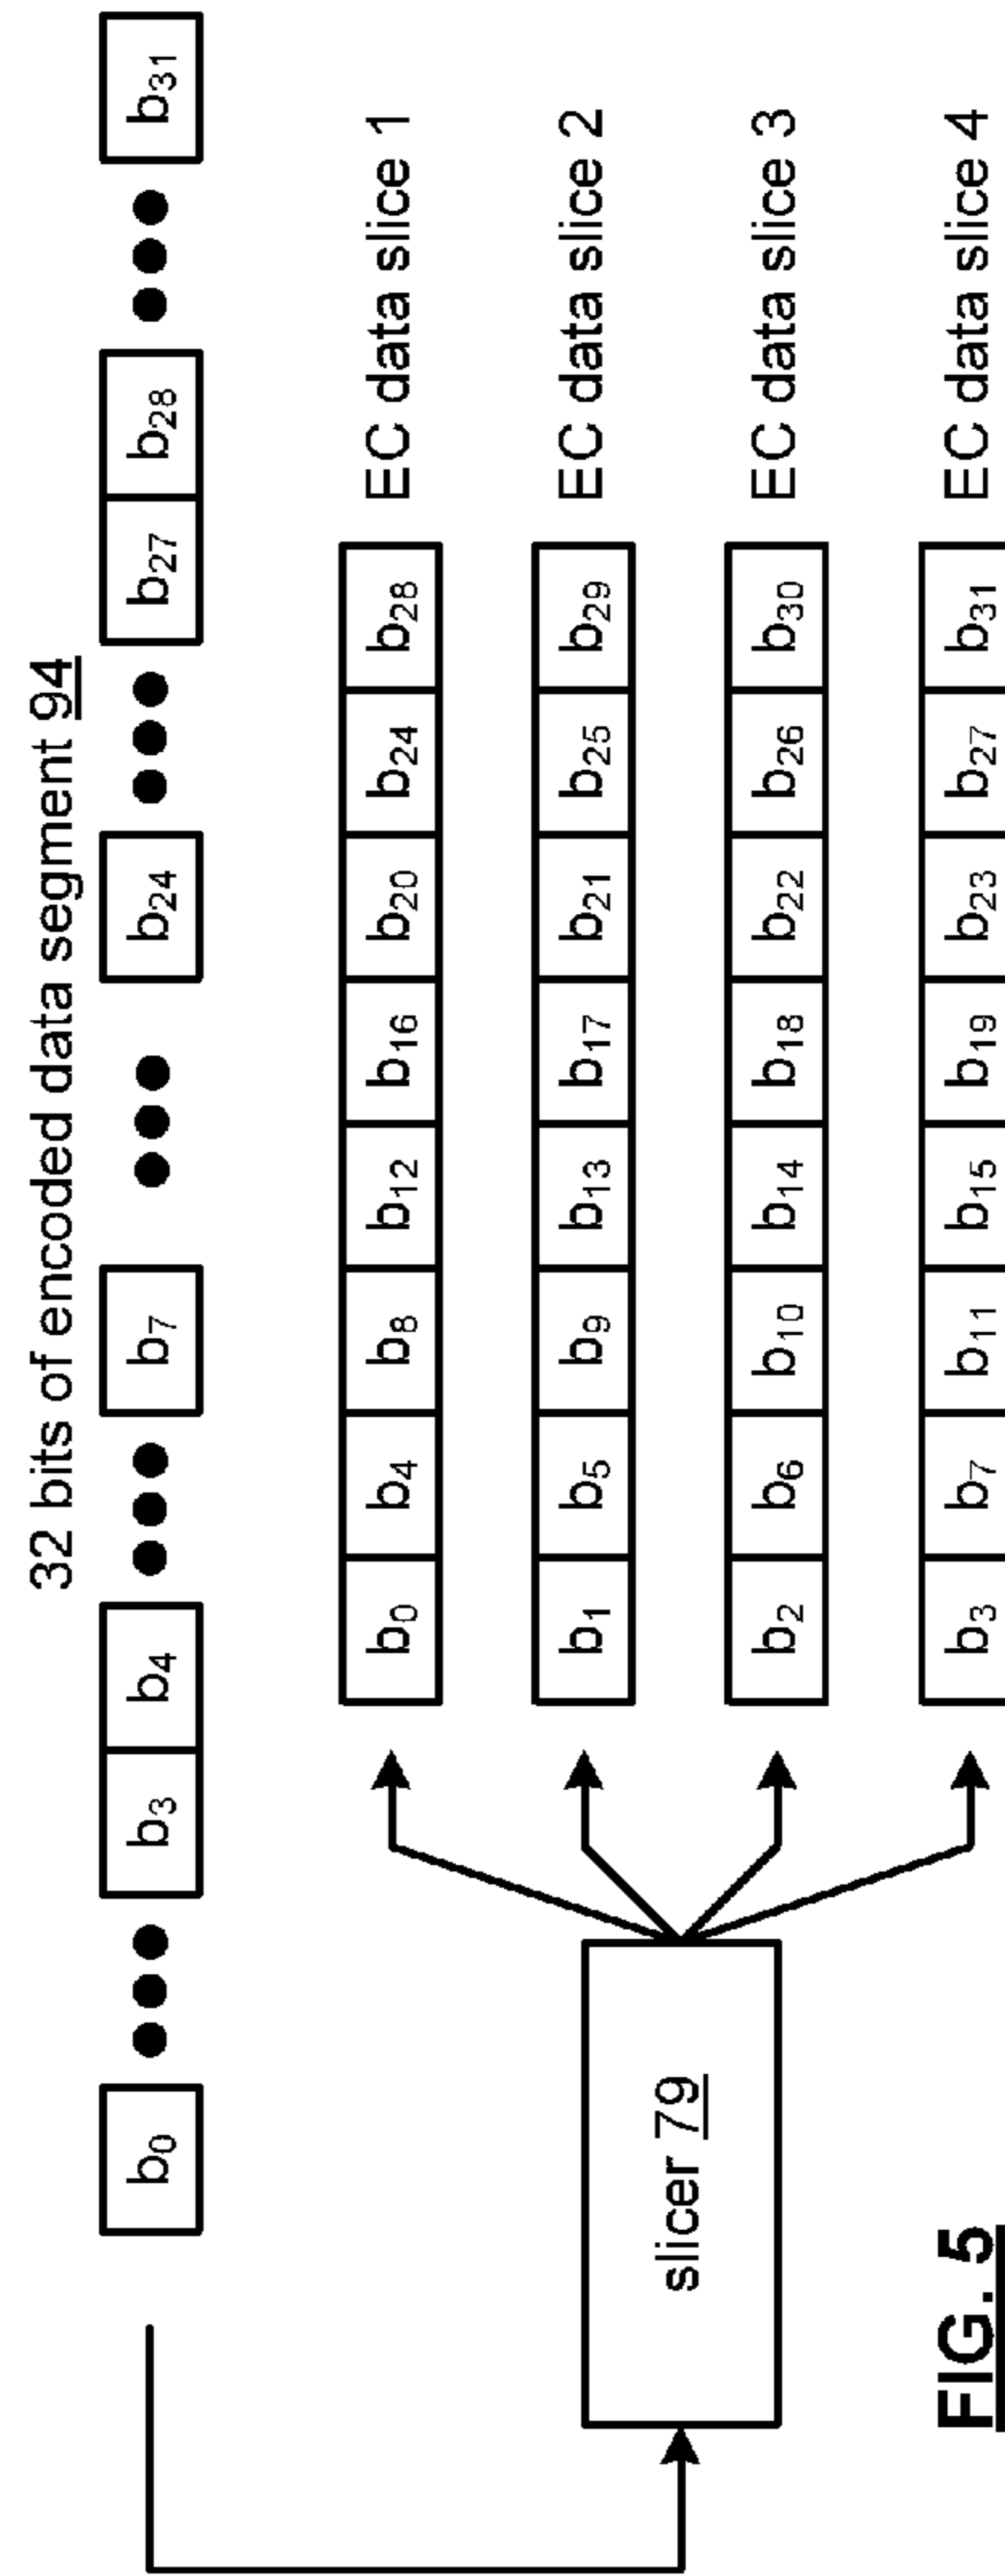 32 bits of encoded data segment 94
b0 ●●● b3 b4 ●●● b7 ●●● b24 ●●● b27 b28 ●●● b31
b0 b4 b8 b12 b16 b20 b24 b28 EC data slice 1
b1 b5 b9 b13 b17 b21 b25 b29 EC data slice 2
slicer 79
b2 b6 b10 b14 b18 b22 b26 b30 EC data slice 3
b3 b7 b11 b15 b19 b23 b27 b31 EC data slice 4
FIG. 5